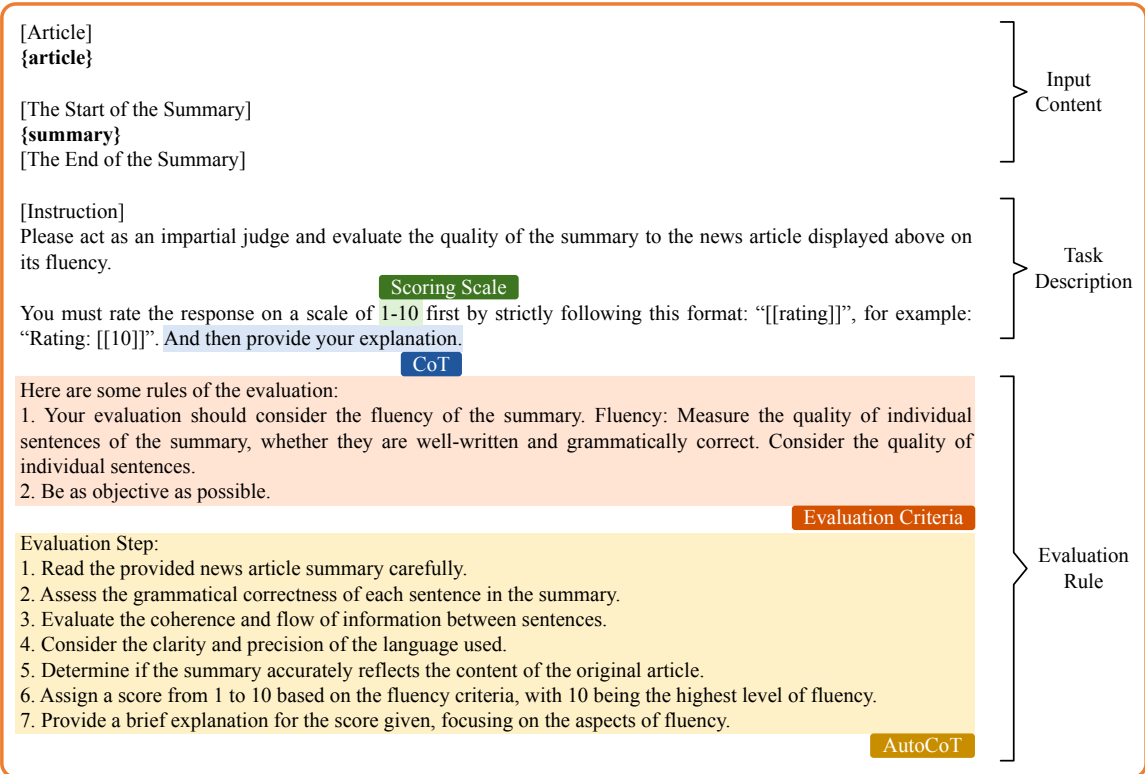 [Article]
{article}
[The Start of the Summary]
{summary}
[The End of the Summary]
Input
Content
[Instruction]
Please act as an impartial judge and evaluate the quality of the summary to the news article displayed above on
its fluency.
Scoring Scale
You must rate the response on a scale of 1-10 first by strictly following this format: “[[rating]]”, for example:
“Rating: [[10]]”. And then provide your explanation.
CoT
Task
Description
Here are some rules of the evaluation:
1. Your evaluation should consider the fluency of the summary. Fluency: Measure the quality of individual
sentences of the summary, whether they are well-written and grammatically correct. Consider the quality of
individual sentences.
2. Be as objective as possible.
Evaluation Criteria
Evaluation Step:
1. Read the provided news article summary carefully.
2. Assess the grammatical correctness of each sentence in the summary.
3. Evaluate the coherence and flow of information between sentences.
4. Consider the clarity and precision of the language used.
5. Determine if the summary accurately reflects the content of the original article.
6. Assign a score from 1 to 10 based on the fluency criteria, with 10 being the highest level of fluency.
7. Provide a brief explanation for the score given, focusing on the aspects of fluency.
AutoCoT
Evaluation
Rule